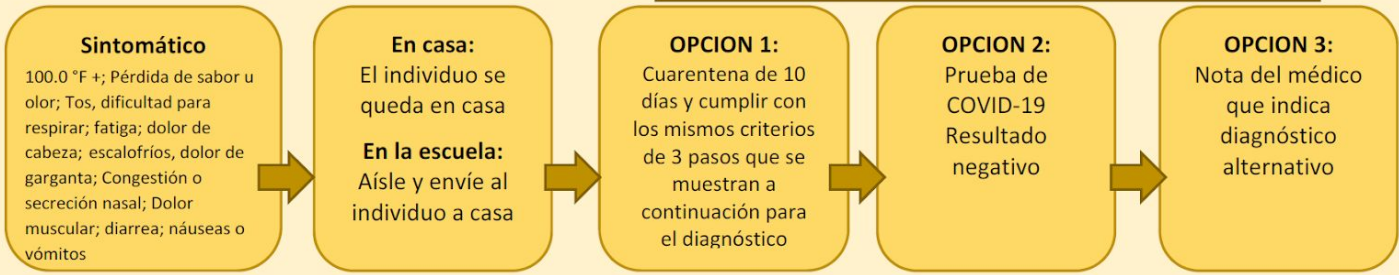 Sintomático
100.0 °F +; Pérdida de sabor u
olor; Tos, dificultad para
respirar; fatiga; dolor de
cabeza; escalofríos, dolor de
garganta; Congestión o
secreción nasal; Dolor
muscular; diarrea; náuseas o
vómitos
En casa:
El individuo se
queda en casa
En la escuela:
Aísle y envíe al
individuo a casa
OPCION 1:
Cuarentena de 10
días y cumplir con
los mismos criterios
de 3 pasos que se
muestran a
continuación para
el diagnóstico
OPCION 2:
Prueba de
COVID-19
Resultado
negativo
OPCION 3:
Nota del médico
que indica
diagnóstico
alternativo